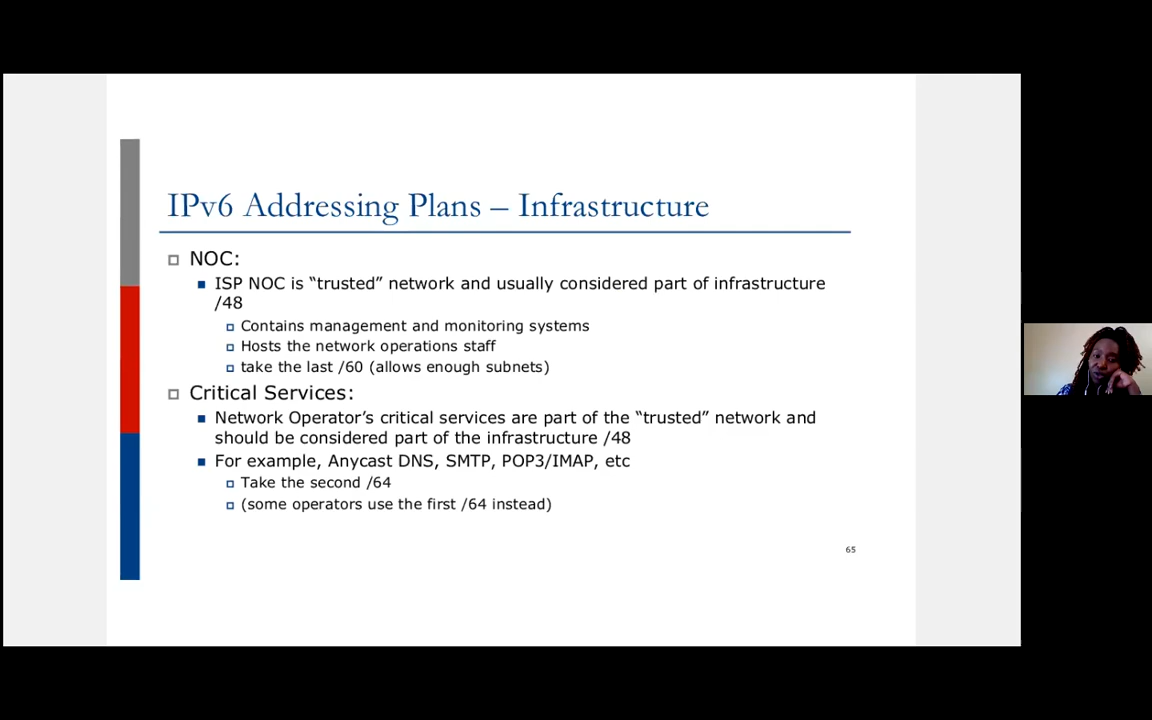 IPv6 Addressing Plans – Infrastructure
NOC:
ISP NOC is “trusted” network and usually considered part of infrastructure
/48
Contains management and monitoring systems
Hosts the network operations staff
take the last /60 (allows enough subnets)
Critical Services:
Network Operator’s critical services are part of the “trusted” network and
should be considered part of the infrastructure /48
For example, Anycast DNS, SMTP, POP3/IMAP, etc
Take the second /64
(some operators use the first /64 instead)
65